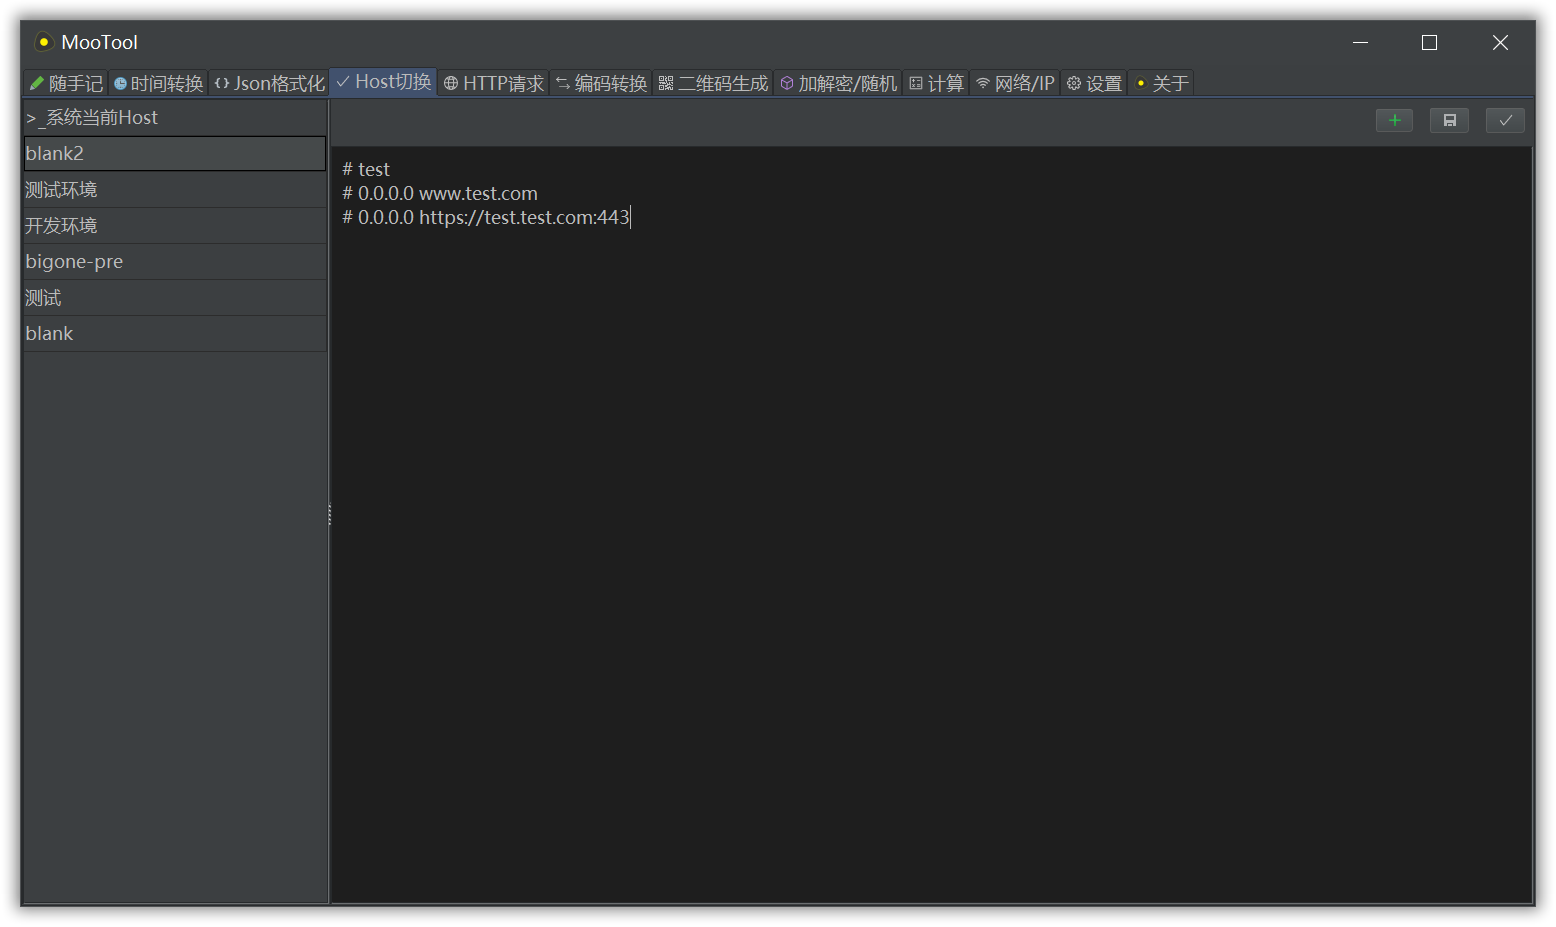 MooTool
随手记 时间转换 Json格式化 Host切换 HTTP请求 编码转换 二维码生成 加解密/随机 计算 网络/IP 设置 关于
>_系统当前Host
blank2
测试环境
开发环境
bigone-pre
测试
blank
# test
# 0.0.0.0 www.test.com
# 0.0.0.0 https://test.test.com:443